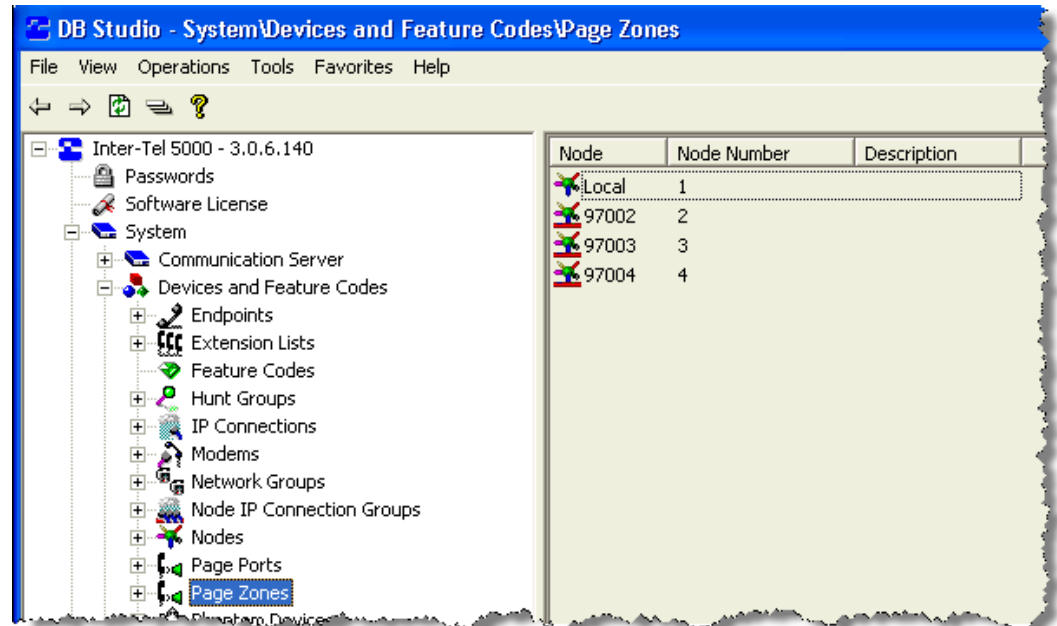 DB Studio - System\Devices and Feature Codes\Page Zones
File View Operations Tools Favorites Help
Inter-Tel 5000 - 3.0.6.140
Passwords
Software License
System
Communication Server
Devices and Feature Codes
Endpoints
Extension Lists
Feature Codes
Hunt Groups
IP Connections
Modems
Network Groups
Node IP Connection Groups
Nodes
Page Ports
Page Zones
Phantom Devices
Node Node Number Description
Local 1
97002 2
97003 3
97004 4